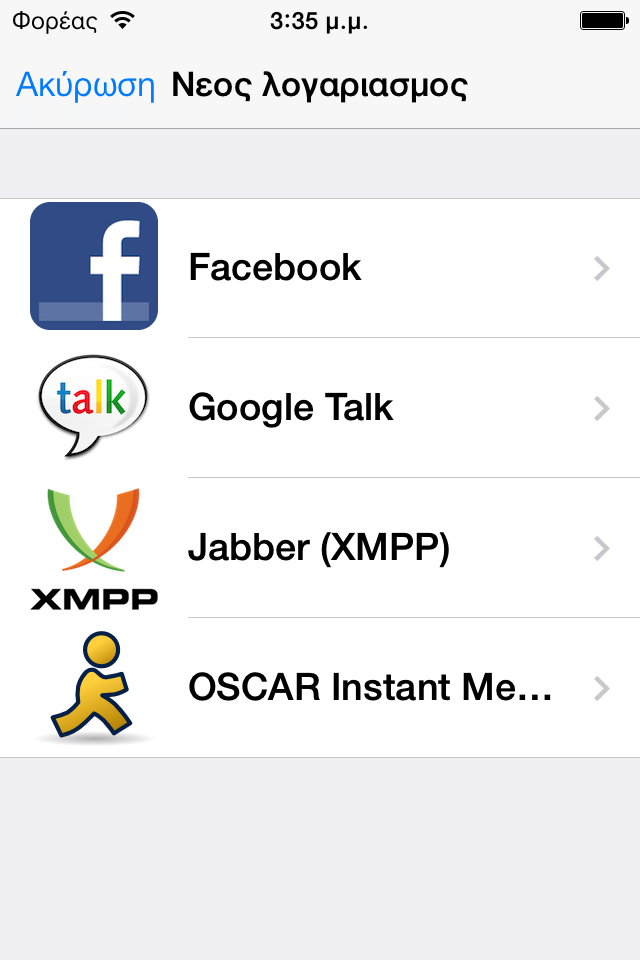 Φορέας 3:35 μ.μ.
Ακύρωση Νεος λογαριασμος
Facebook
talk
Google Talk
XMPP
Jabber (XMPP)
OSCAR Instant Me...